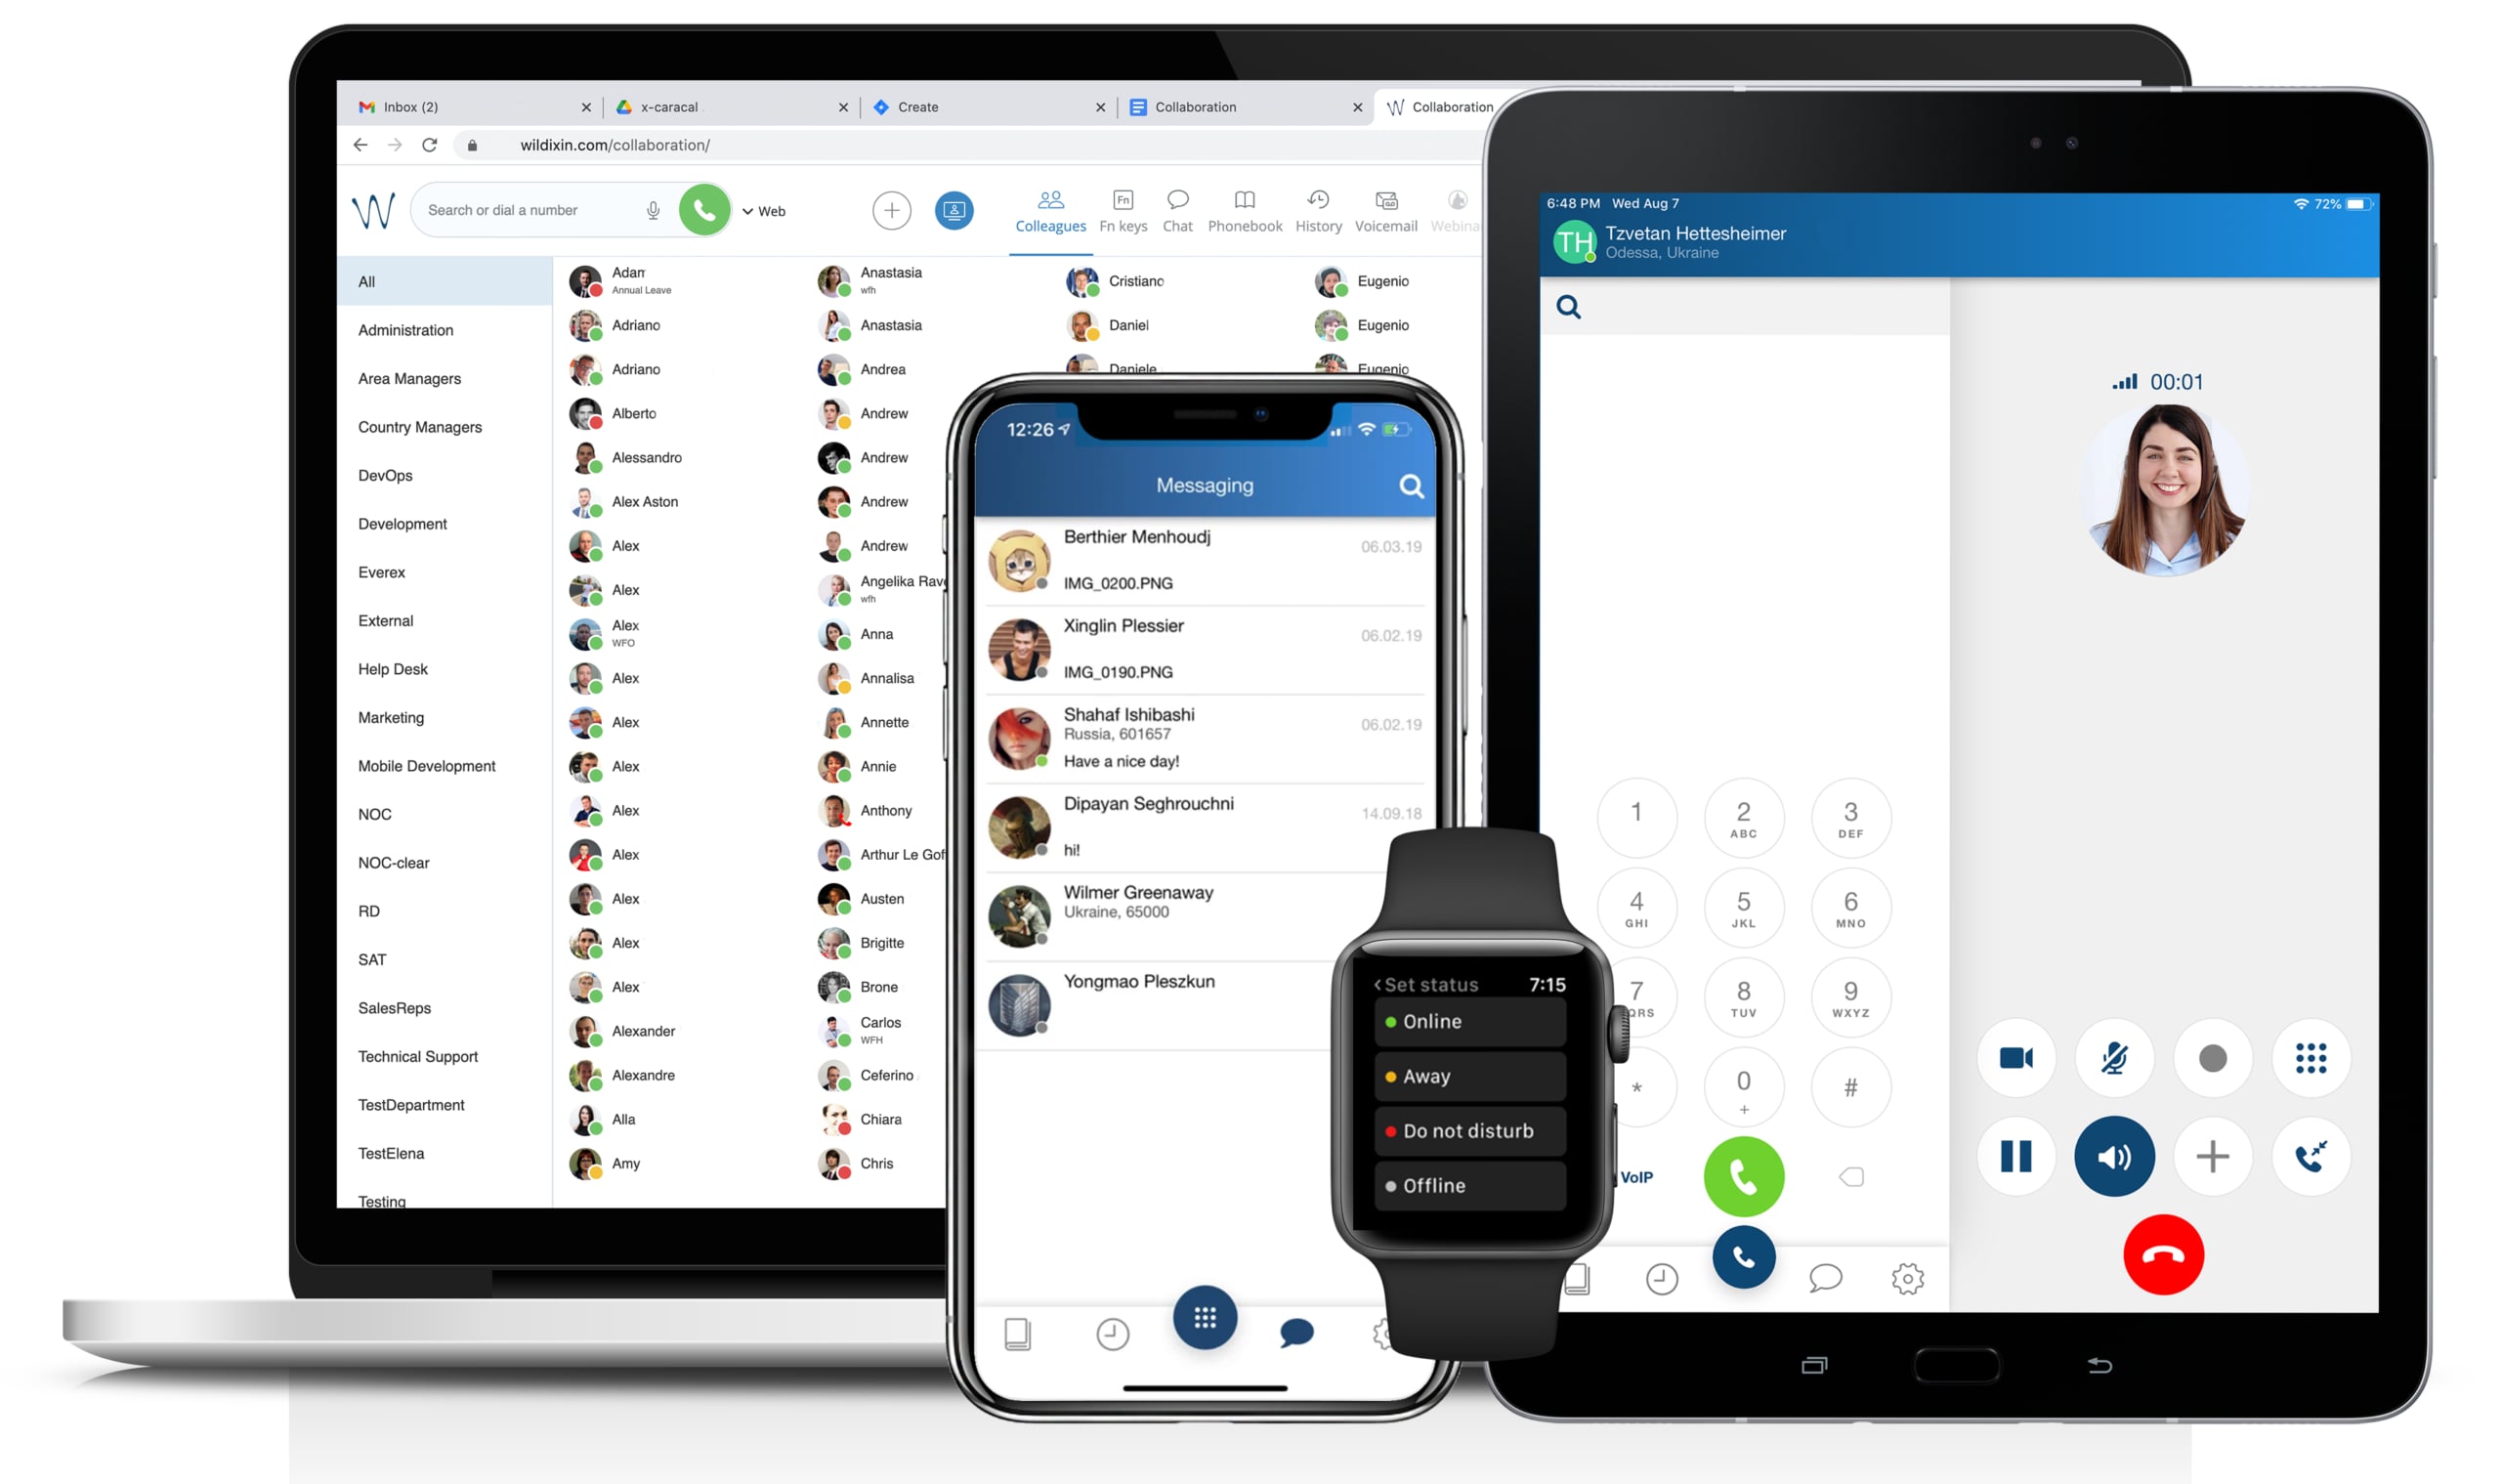 Inbox (2)
x-caracal
Create
Collaboration
Collaboration
wildixin.com/collaboration/
Search or dial a number
Web
Colleagues
Fn
Fn keys
Chat
Phonebook
History
Voicemail
All
Administration
Area Managers
Country Managers
DevOps
Development
Everex
External
Help Desk
Marketing
Mobile Development
NOC
NOC-clear
RD
SAT
SalesReps
Technical Support
TestDepartment
TestElena
Testing
Adam
Annual Leave
Adriano
Adriano
Alberto
Alessandro
Alex Aston
Alex
Alex
Alex
WFO
Alex
Alex
Alex
Alex
Alex
Alex
Alex
Alex
Alexander
Alexandre
Alla
Amy
Anastasia
wfh
Anastasia
Andrea
Andrew
Andrew
Andrew
Andrew
Angelika
wfh
Anna
Annalisa
Annette
Annie
Anthony
Arthur Le Gof
Austen
Brigitte
Brone
Carlos
WFH
Ceferino
Chiara
Chris
Cristiano
Daniel
Daniele
Eugenio
Eugenio
Eugenio
12:26
Messaging
Berthier Menhoudj
06.03.19
IMG_0200.PNG
Xinglin Plessier
06.02.19
IMG_0190.PNG
Shahaf Ishibashi
Russia, 601657
06.02.19
Have a nice day!
Dipayan Seghrouchni
14.09.18
hi!
Wilmer Greenaway
Ukraine, 65000
Yongmao Pleszkun
Set status 7:15
Online
Away
Do not disturb
Offline
6:48 PM Wed Aug 7
72%
TH
Tzvetan Hettesheimer
Odessa, Ukraine
00:01
1 2 3
ABC DEF
4 5 6
GHI JKL MNO
7 8 9
QRS TUV WXYZ
* 0 #
+
VoIP